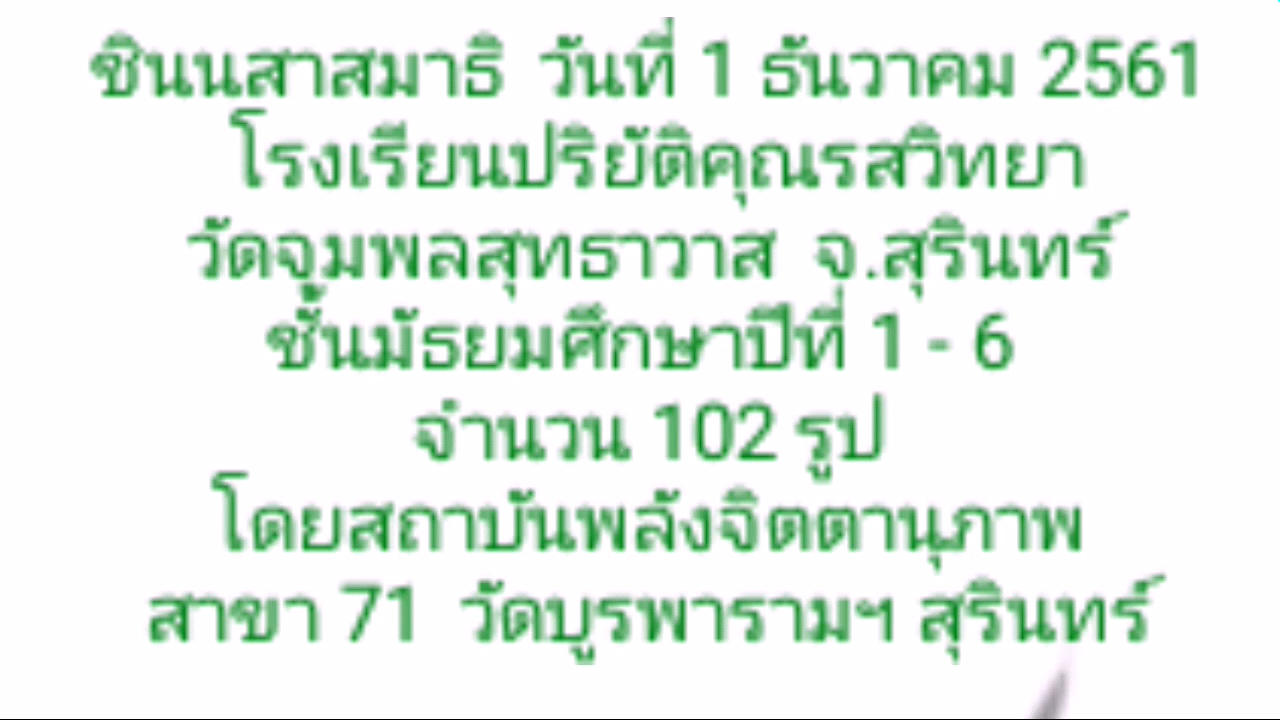 ชินนสาสมาธิ วันที่ 1 ธันวาคม 2561
โรงเรียนปริยัติคุณรสวิทยา
วัดจุมพลสุทธาวาส จ.สุรินทร์
ชั้นมัธยมศึกษาปีที่ 1 - 6
จำนวน 102 รูป
โดยสถาบันพลังจิตตานุภาพ
สาขา 71 วัดบูรพารามฯ สุรินทร์